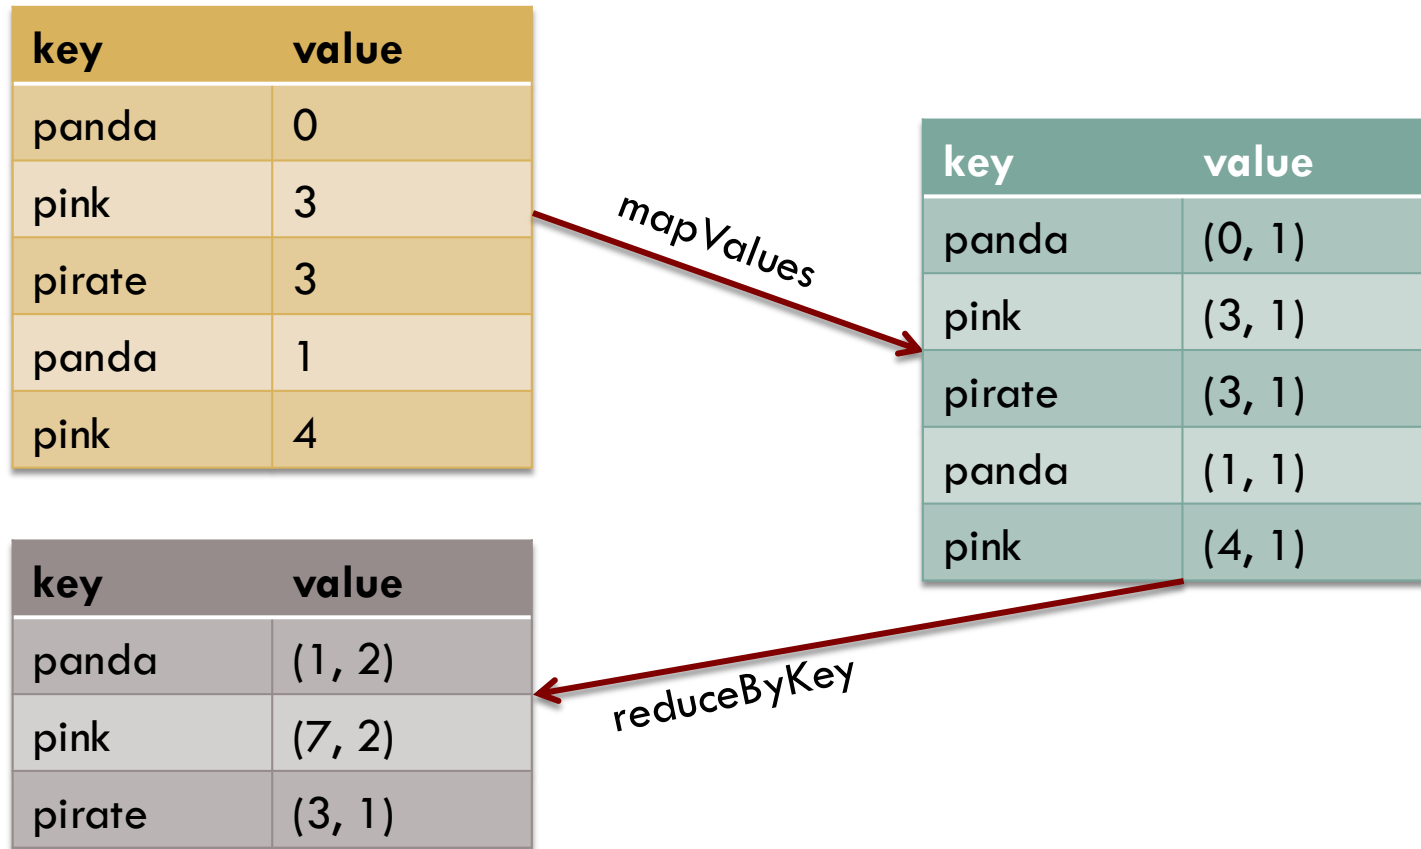 key value
panda 0
pink 3
pirate 3
panda 1
pink 4
mapValues
key value
panda (0, 1)
pink (3, 1)
pirate (3, 1)
panda (1, 1)
pink (4, 1)
reduceByKey
key value
panda (1, 2)
pink (7, 2)
pirate (3, 1)